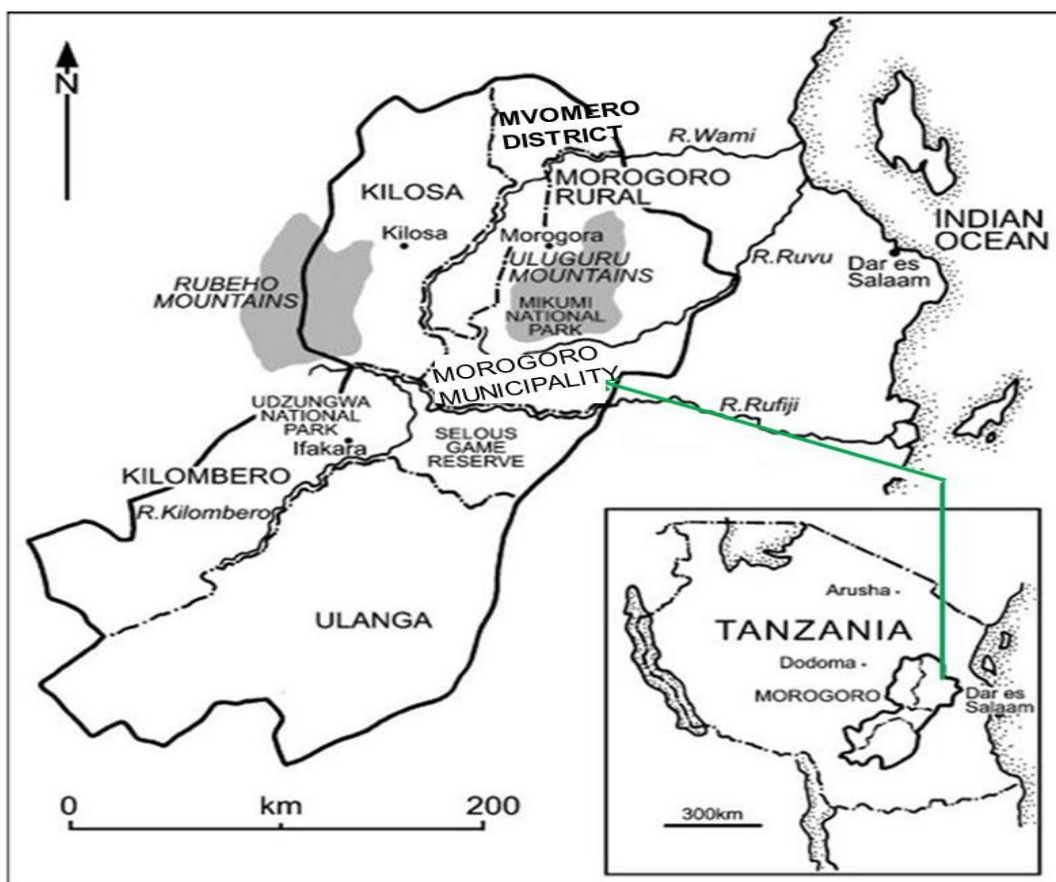 N
MVOMERO
DISTRICT
R.Wami
KILOSA
MOROGORO
RURAL
Kilosa
Morogora
INDIAN
OCEAN
ULUGURU
MOUNTAINS
R.Ruvu
Dar es
Salaam
RUBEHO
MOUNTAINS
MIKUMI
NATIONAL
PARK
MOROGORO
MUNICIPALITY
UDZUNGWA
NATIONAL
PARK
Ifakara
R.Rufiji
SELOUS
GAME
RESERVE
KILOMBERO
R.Kilombero
ULANGA
0 km 200
Arusha
TANZANIA
Dodoma
MOROGORO
Dar es
Salaam
300km